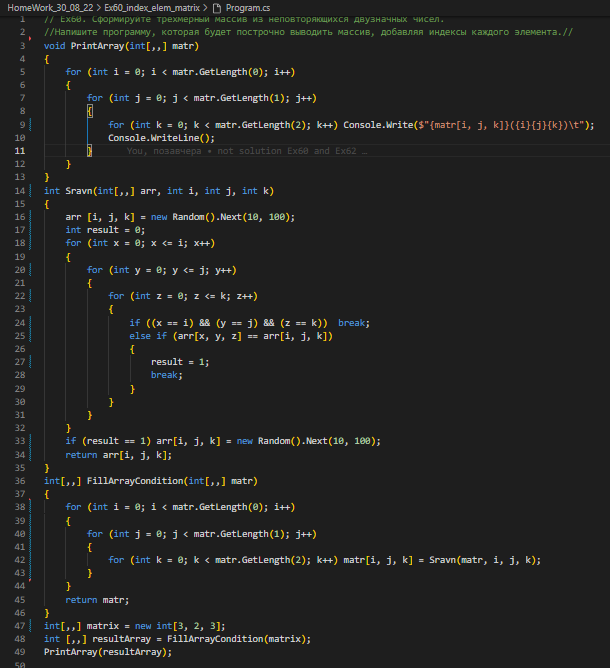 HomeWork_30_08_22 > Ex60_index_elem_matrix > Program.cs
1 // Ex60. Сформируйте трехмерный массив из неповторяющихся двузначных чисел.
2 //Напишите программу, которая будет построчно выводить массив, добавляя индексы каждого элемента.//
3 void PrintArray(int[,,] matr)
4 {
5     for (int i = 0; i < matr.GetLength(0); i++)
6     {
7         for (int j = 0; j < matr.GetLength(1); j++)
8         {
9             for (int k = 0; k < matr.GetLength(2); k++) Console.Write($"{matr[i, j, k]}({i}{j}{k})\t");
10             Console.WriteLine();
11         }     You, позавчера • not solution Ex60 and Ex62 …
12     }
13 }
14 int Sravn(int[,,] arr, int i, int j, int k)
15 {
16     arr [i, j, k] = new Random().Next(10, 100);
17     int result = 0;
18     for (int x = 0; x <= i; x++)
19     {
20         for (int y = 0; y <= j; y++)
21         {
22             for (int z = 0; z <= k; z++)
23             {
24                 if ((x == i) && (y == j) && (z == k))  break;
25                 else if (arr[x, y, z] == arr[i, j, k])
26                 {
27                     result = 1;
28                     break;
29                 }
30             }
31         }
32     }
33     if (result == 1) arr[i, j, k] = new Random().Next(10, 100);
34     return arr[i, j, k];
35 }
36 int[,,] FillArrayCondition(int[,,] matr)
37 {
38     for (int i = 0; i < matr.GetLength(0); i++)
39     {
40         for (int j = 0; j < matr.GetLength(1); j++)
41         {
42             for (int k = 0; k < matr.GetLength(2); k++) matr[i, j, k] = Sravn(matr, i, j, k);
43         }
44     }
45     return matr;
46 }
47 int[,,] matrix = new int[3, 2, 3];
48 int [,,] resultArray = FillArrayCondition(matrix);
49 PrintArray(resultArray);
50